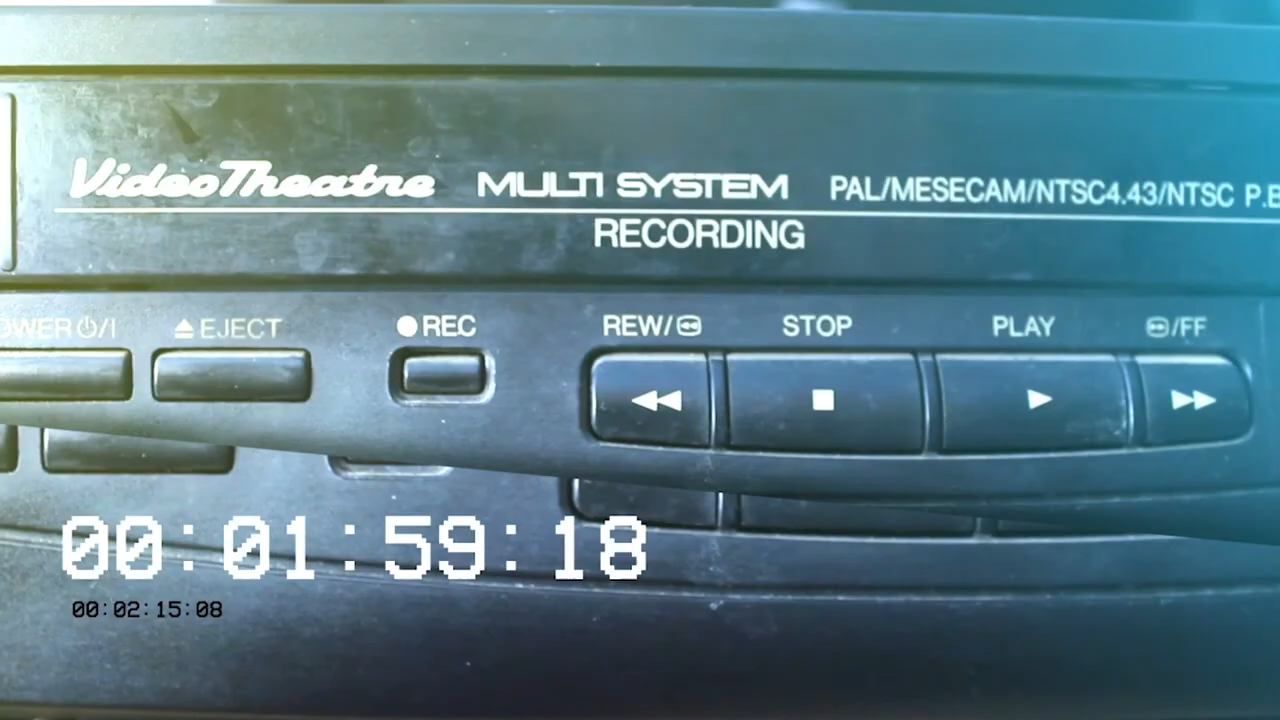 VideoTheatre MULTI SYSTEM PAL/MESECAM/NTSC4.43/NTSC
RECORDING
EJECT REC REW/ STOP PLAY /FF
00:01:59:18
00:02:15:08